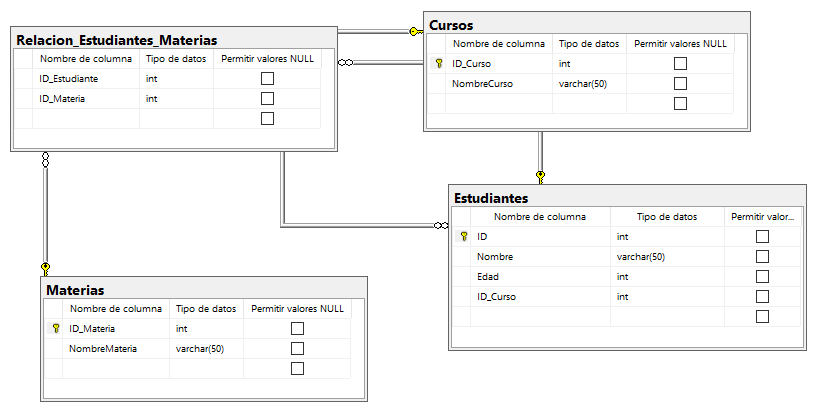 Relacion_Estudiantes_Materias
Nombre de columna Tipo de datos Permitir valores NULL
ID_Estudiante int
ID_Materia int
Cursos
Nombre de columna Tipo de datos Permitir valores NULL
ID_Curso int
NombreCurso varchar(50)
Estudiantes
Nombre de columna Tipo de datos Permitir valor...
ID int
Nombre varchar(50)
Edad int
ID_Curso int
Materias
Nombre de columna Tipo de datos Permitir valores NULL
ID_Materia int
NombreMateria varchar(50)